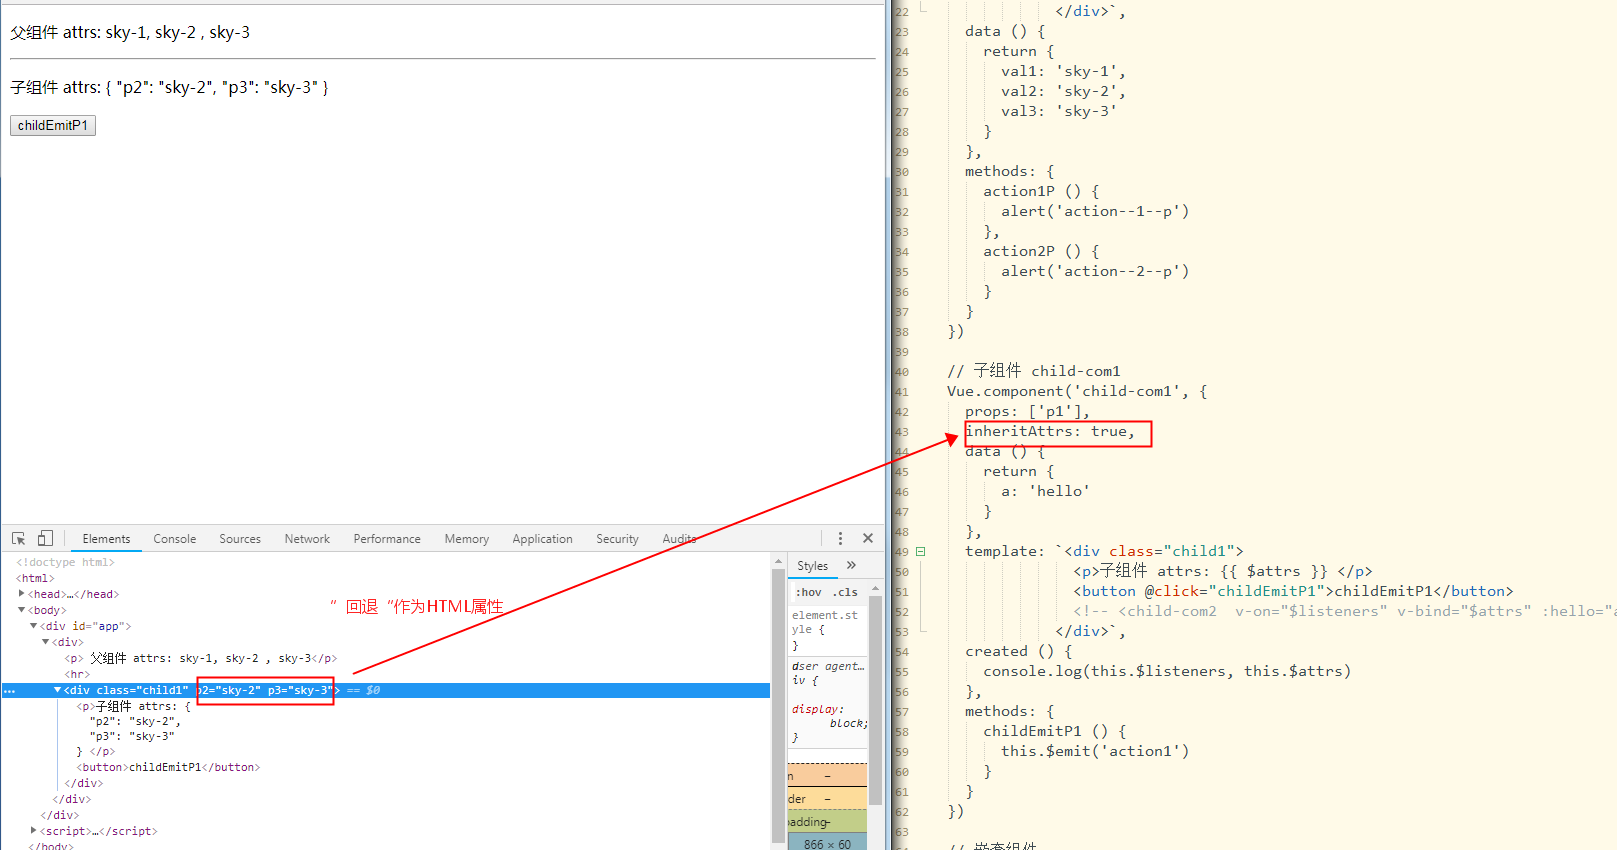 父组件 attrs: sky-1, sky-2 , sky-3
子组件 attrs: { "p2": "sky-2", "p3": "sky-3" }
childEmitP1
Elements Console Sources Network Performance Memory Application Security Audits
<!doctype html>
<html>
<head>…</head>
<body>
<div id="app">
<div>
<p> 父组件 attrs: sky-1, sky-2 , sky-3</p>
<hr>
<div class="child1" p2="sky-2" p3="sky-3"> == $0
<p>子组件 attrs: {
"p2": "sky-2",
"p3": "sky-3"
} </p>
<button>childEmitP1</button>
</div>
</div>
</div>
<script>…</script>
</body>
” 回退 “作为HTML属性
Styles »
:hov .cls
element.st
yle {
}
user agent…
iv {
display:
block;
}
–
–
padding–
866 × 60
22 </div>`,
23 data () {
24 return {
25 val1: 'sky-1',
26 val2: 'sky-2',
27 val3: 'sky-3'
28 }
29 },
30 methods: {
31 action1P () {
32 alert('action--1--p')
33 },
34 action2P () {
35 alert('action--2--p')
36 }
37 }
38 })
39
40 // 子组件 child-com1
41 Vue.component('child-com1', {
42 props: ['p1'],
43 inheritAttrs: true,
44 data () {
45 return {
46 a: 'hello'
47 }
48 },
49 template: `<div class="child1">
50 <p>子组件 attrs: {{ $attrs }} </p>
51 <button @click="childEmitP1">childEmitP1</button>
52 <!-- <child-com2 v-on="$listeners" v-bind="$attrs" :hello="a
53 </div>`,
54 created () {
55 console.log(this.$listeners, this.$attrs)
56 },
57 methods: {
58 childEmitP1 () {
59 this.$emit('action1')
60 }
61 }
62 })
63
// 嵌套组件